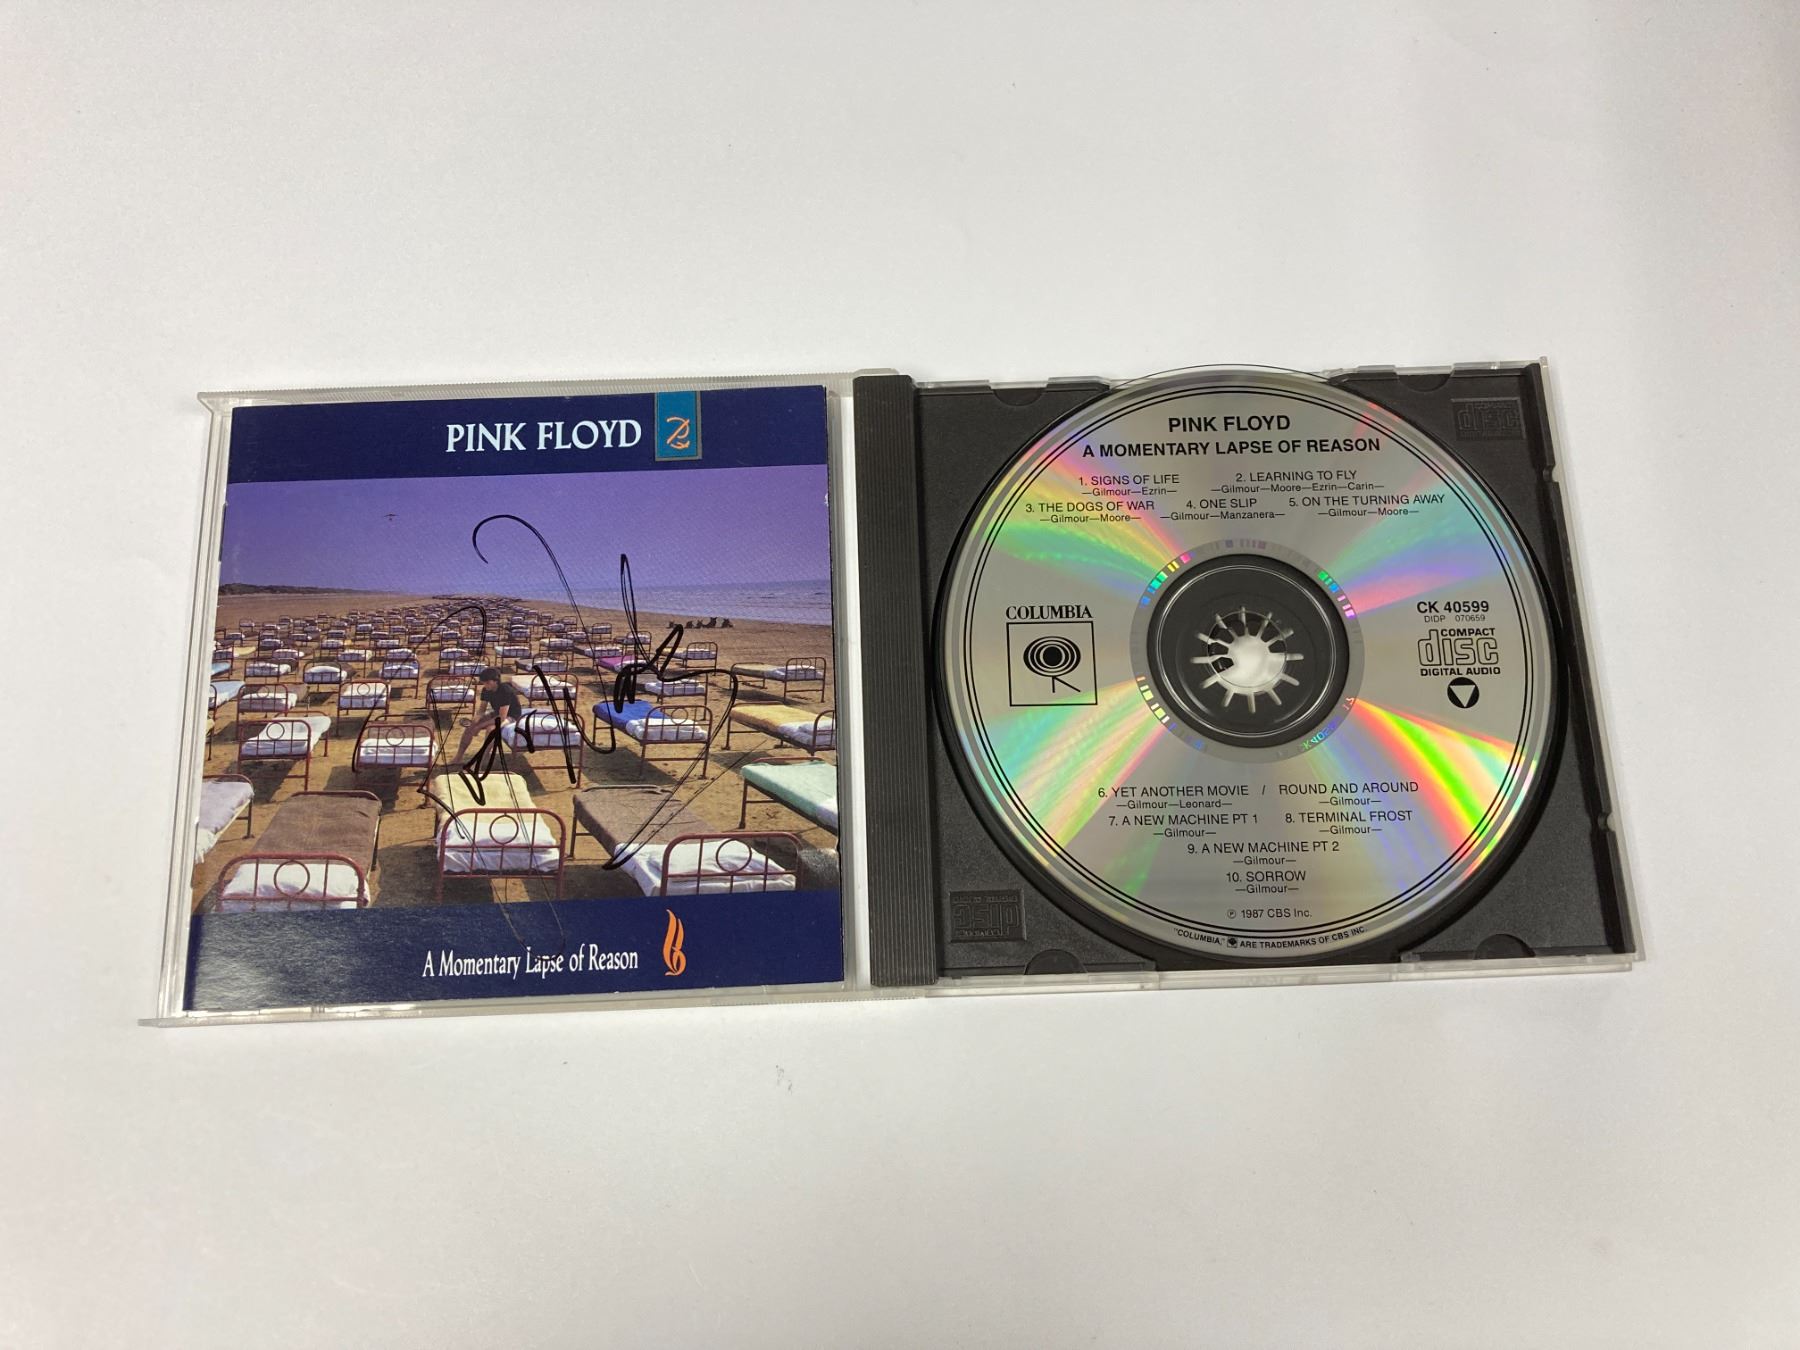 PINK FLOYD
A Momentary Lapse of Reason
PINK FLOYD
A MOMENTARY LAPSE OF REASON
1. SIGNS OF LIFE
—Gilmour—Ezrin—
2. LEARNING TO FLY
—Gilmour—Moore—Ezrin—Carin—
3. THE DOGS OF WAR
—Gilmour—Moore—
4. ONE SLIP
—Gilmour—Manzanera—
5. ON THE TURNING AWAY
—Gilmour—Moore—
COLUMBIA
CK 40599
DIDP 070659
COMPACT
disc
DIGITAL AUDIO
6. YET ANOTHER MOVIE / ROUND AND AROUND
—Gilmour—Leonard— —Gilmour—
7. A NEW MACHINE PT 1
—Gilmour—
8. TERMINAL FROST
—Gilmour—
9. A NEW MACHINE PT 2
—Gilmour—
10. SORROW
—Gilmour—
℗ 1987 CBS Inc.
"COLUMBIA," ARE TRADEMARKS OF CBS INC.
disc
disc